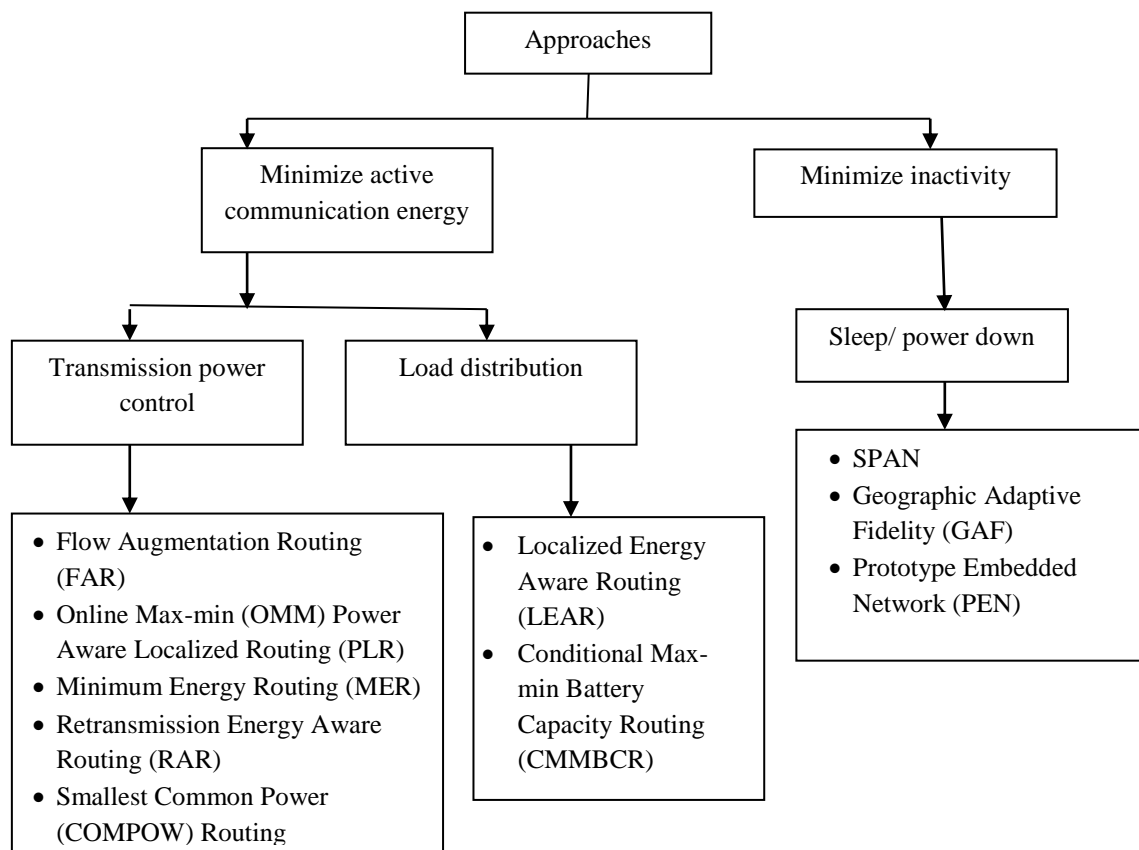 Approaches
Minimize active
communication energy
Minimize inactivity
Transmission power
control
Load distribution
Sleep/ power down
• Flow Augmentation Routing
(FAR)
• Online Max-min (OMM) Power
Aware Localized Routing (PLR)
• Minimum Energy Routing (MER)
• Retransmission Energy Aware
Routing (RAR)
• Smallest Common Power
(COMPOW) Routing
• Localized Energy
Aware Routing
(LEAR)
• Conditional Max-
min Battery
Capacity Routing
(CMMBCR)
• SPAN
• Geographic Adaptive
Fidelity (GAF)
• Prototype Embedded
Network (PEN)